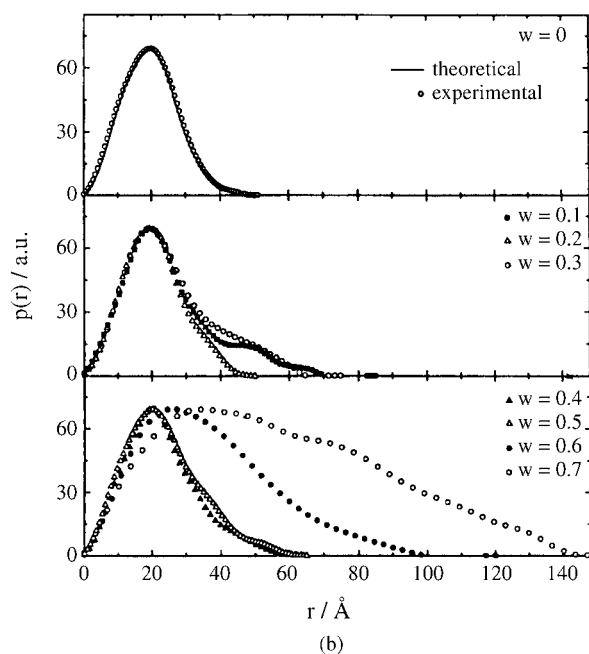 w = 0
theoretical
experimental
60
30
0
w = 0.1
w = 0.2
w = 0.3
60
30
0
p(r) / a.u.
w = 0.4
w = 0.5
w = 0.6
w = 0.7
60
30
0
0 20 40 60 80 100 120 140
r / Å
(b)